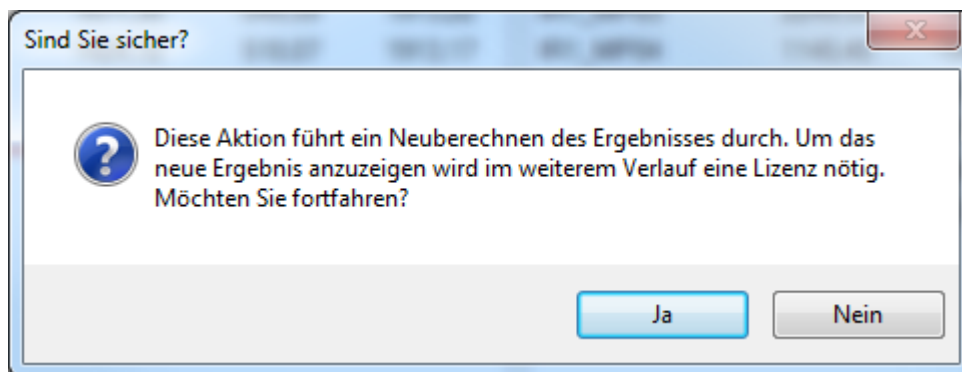 Sind Sie sicher?
Diese Aktion führt ein Neuberechnen des Ergebnisses durch. Um das
neue Ergebnis anzuzeigen wird im weiterem Verlauf eine Lizenz nötig.
Möchten Sie fortfahren?
Ja
Nein